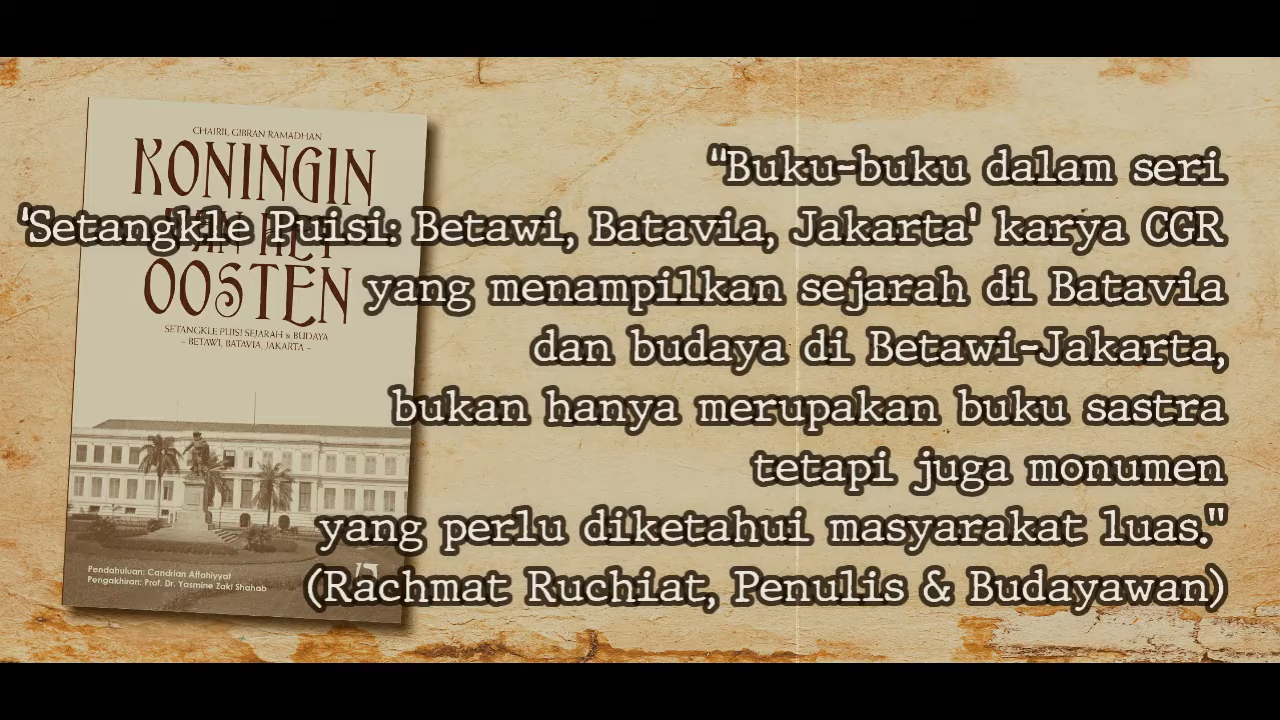 CHAIRIL GIBRAN RAMADHAN
KONINGIN
OOSTEN
SETANGKLE PUISI SEJARAH & BUDAYA
~ BETAWI, BATAVIA, JAKARTA ~
Pendahuluan: Candrian Attahiyyat
Pengakhiran: Prof. Dr. Yasmine Zaki Shahab
"Buku-buku dalam seri
'Setangkle Puisi: Betawi, Batavia, Jakarta' karya CGR
yang menampilkan sejarah di Batavia
dan budaya di Betawi-Jakarta,
bukan hanya merupakan buku sastra
tetapi juga monumen
yang perlu diketahui masyarakat luas."
(Rachmat Ruchiat, Penulis & Budayawan)